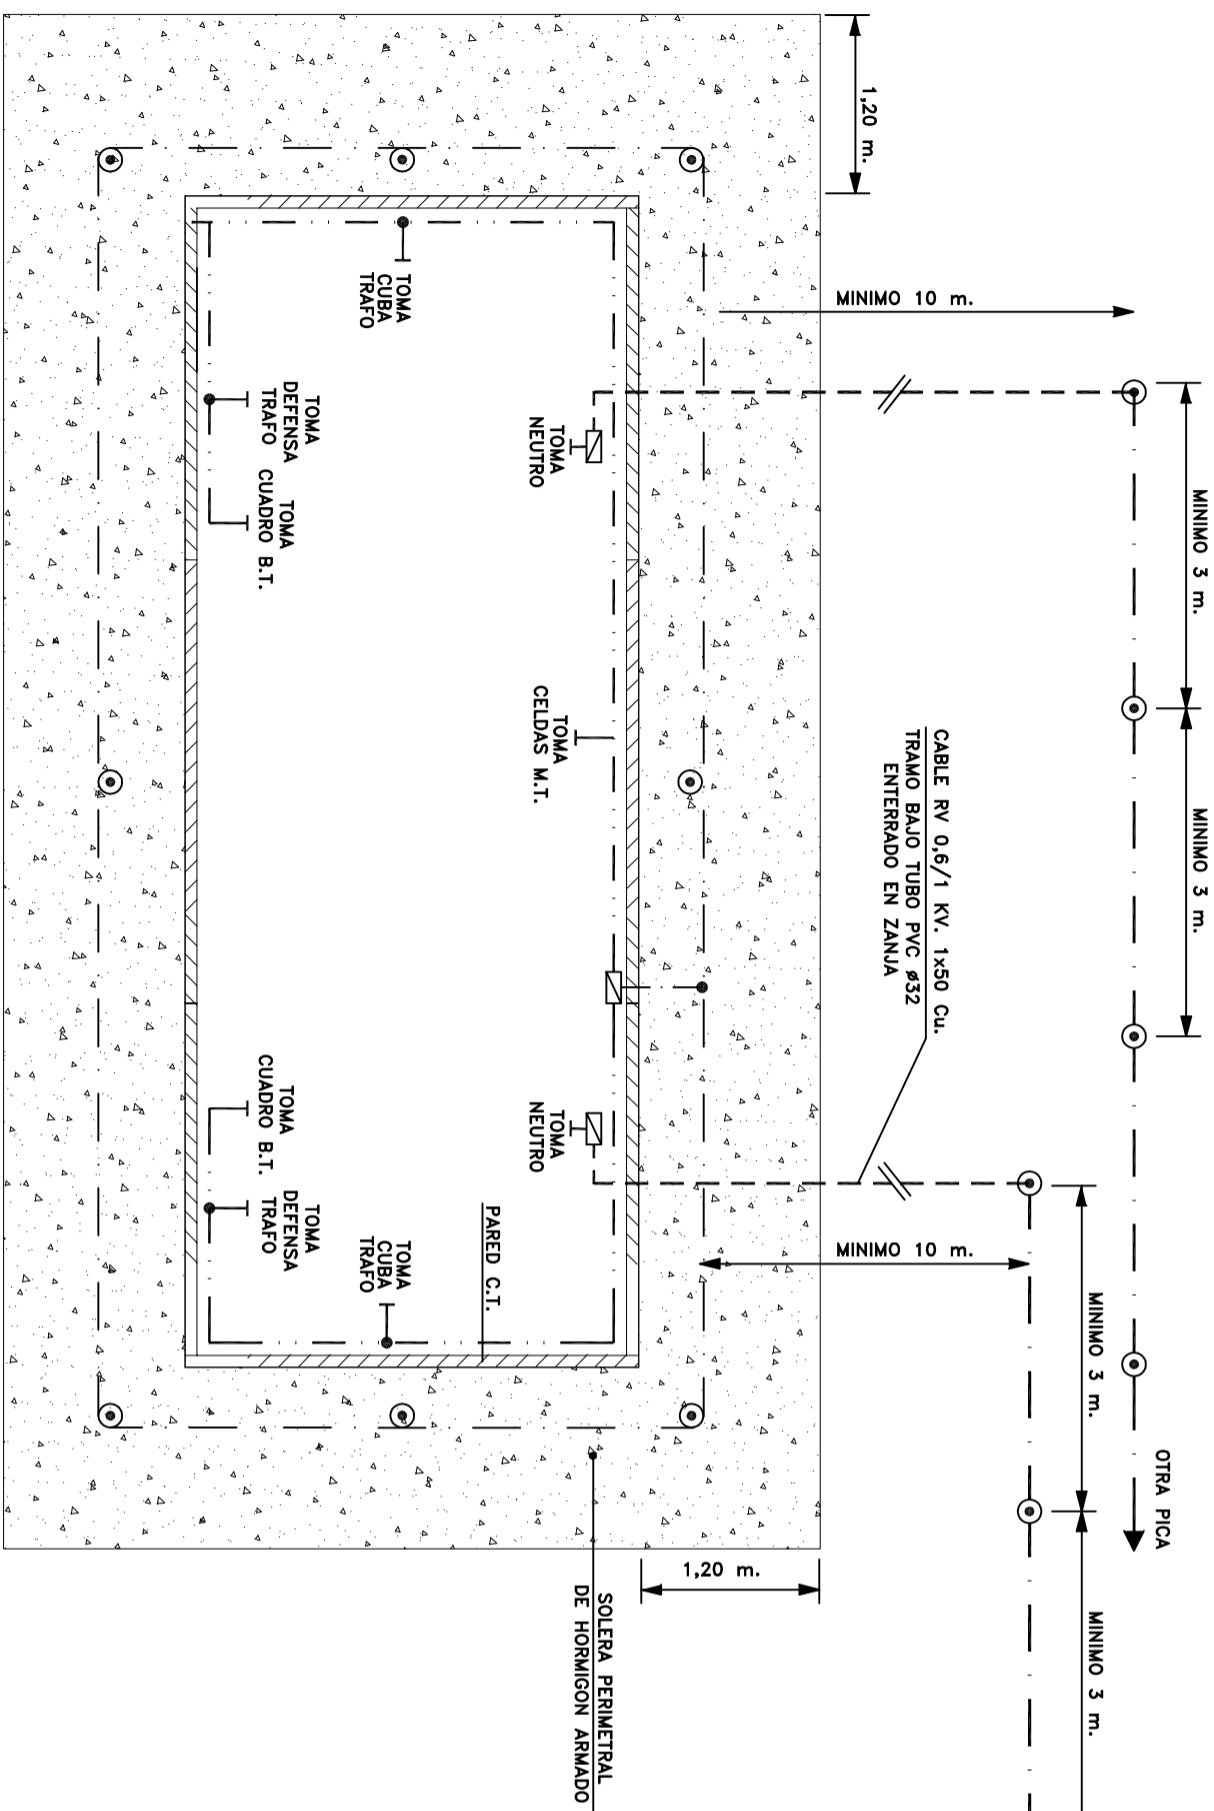 1,20 m.
MINIMO 10 m.
MINIMO 3 m.
MINIMO 3 m.
TOMA
CUBA
TRAFO
TOMA
DEFENSA
TRAFO
TOMA
CUADRO B.T.
TOMA
NEUTRO
TOMA
CELDAS M.T.
CABLE RV 0,6/1 KV. 1x50 Cu.
TRAMO BAJO TUBO PVC ø32
ENTERRADO EN ZANJA
TOMA
NEUTRO
TOMA
CUADRO B.T.
TOMA
DEFENSA
TRAFO
TOMA
CUBA
TRAFO
PARED C.T.
MINIMO 10 m.
MINIMO 3 m.
OTRA PICA
MINIMO 3 m.
1,20 m.
SOLERA PERIMETRAL
DE HORMIGON ARMADO